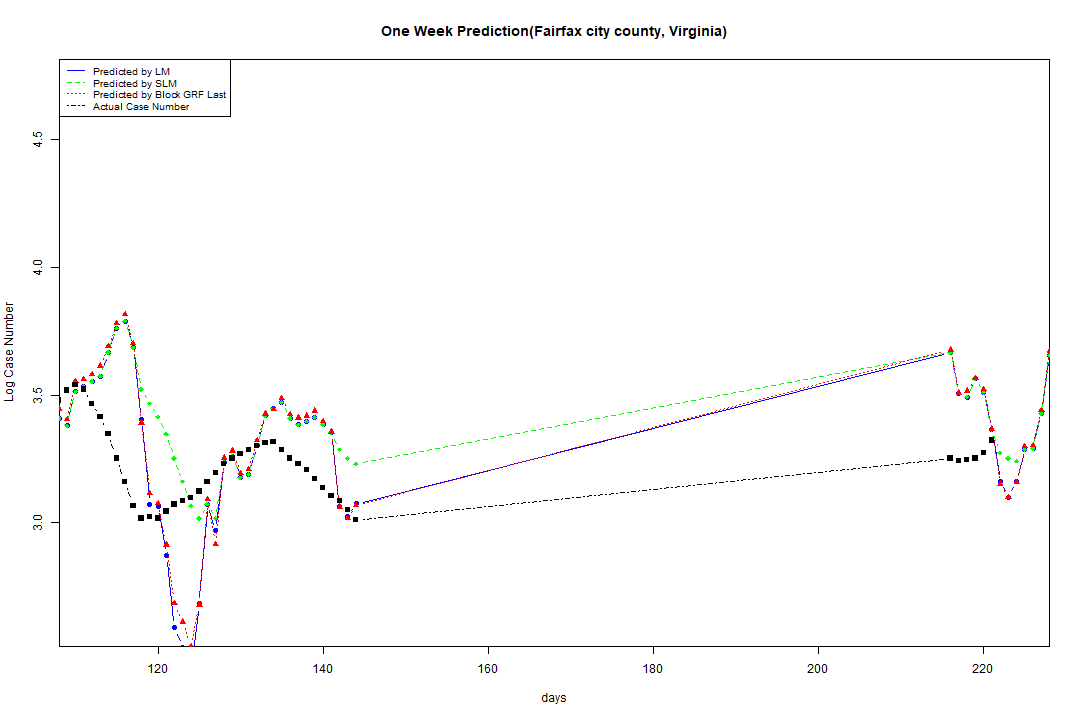 One Week Prediction(Fairfax city county, Virginia)
Predicted by LM
Predicted by SLM
Predicted by Block GRF Last
Actual Case Number
4.5
4.0
3.5
3.0
Log Case Number
120 140 160 180 200 220
days